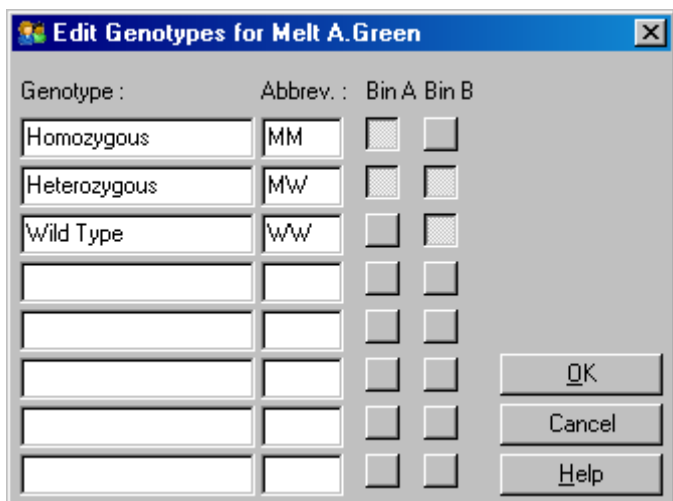 Edit Genotypes for Melt A.Green
Genotype : Abbrev. : Bin A Bin B
Homozygous MM
Heterozygous MW
Wild Type WW
OK
Cancel
Help